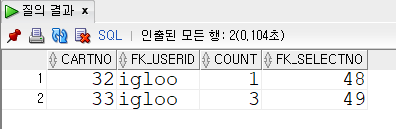 질의 결과 x
SQL | 인출된 모든 행: 2(0,104초)
CARTNO FK_USERID COUNT FK_SELECTNO
1 32 igloo 1 48
2 33 igloo 3 49